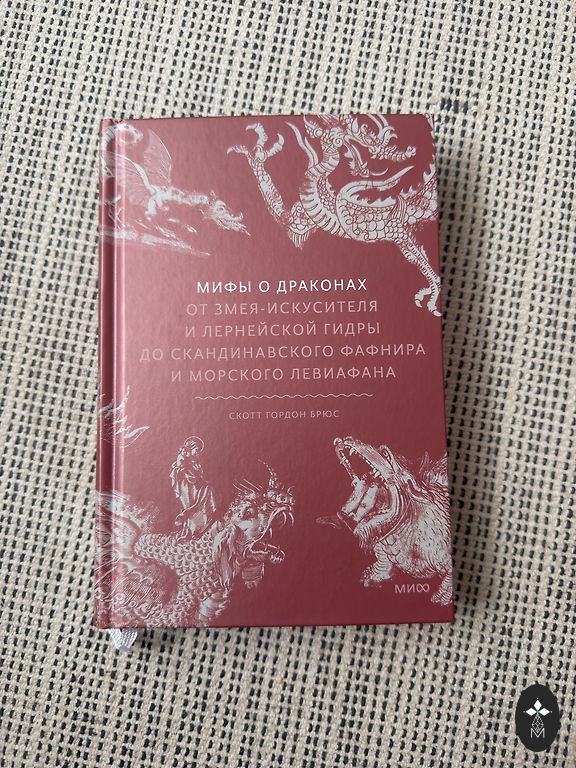 МИФЫ О ДРАКОНАХ
ОТ ЗМЕЯ-ИСКУСИТЕЛЯ
И ЛЕРНЕЙСКОЙ ГИДРЫ
ДО СКАНДИНАВСКОГО ФАФНИРА
И МОРСКОГО ЛЕВИАФАНА
СКОТТ ГОРДОН БРЮС
МИФ
М